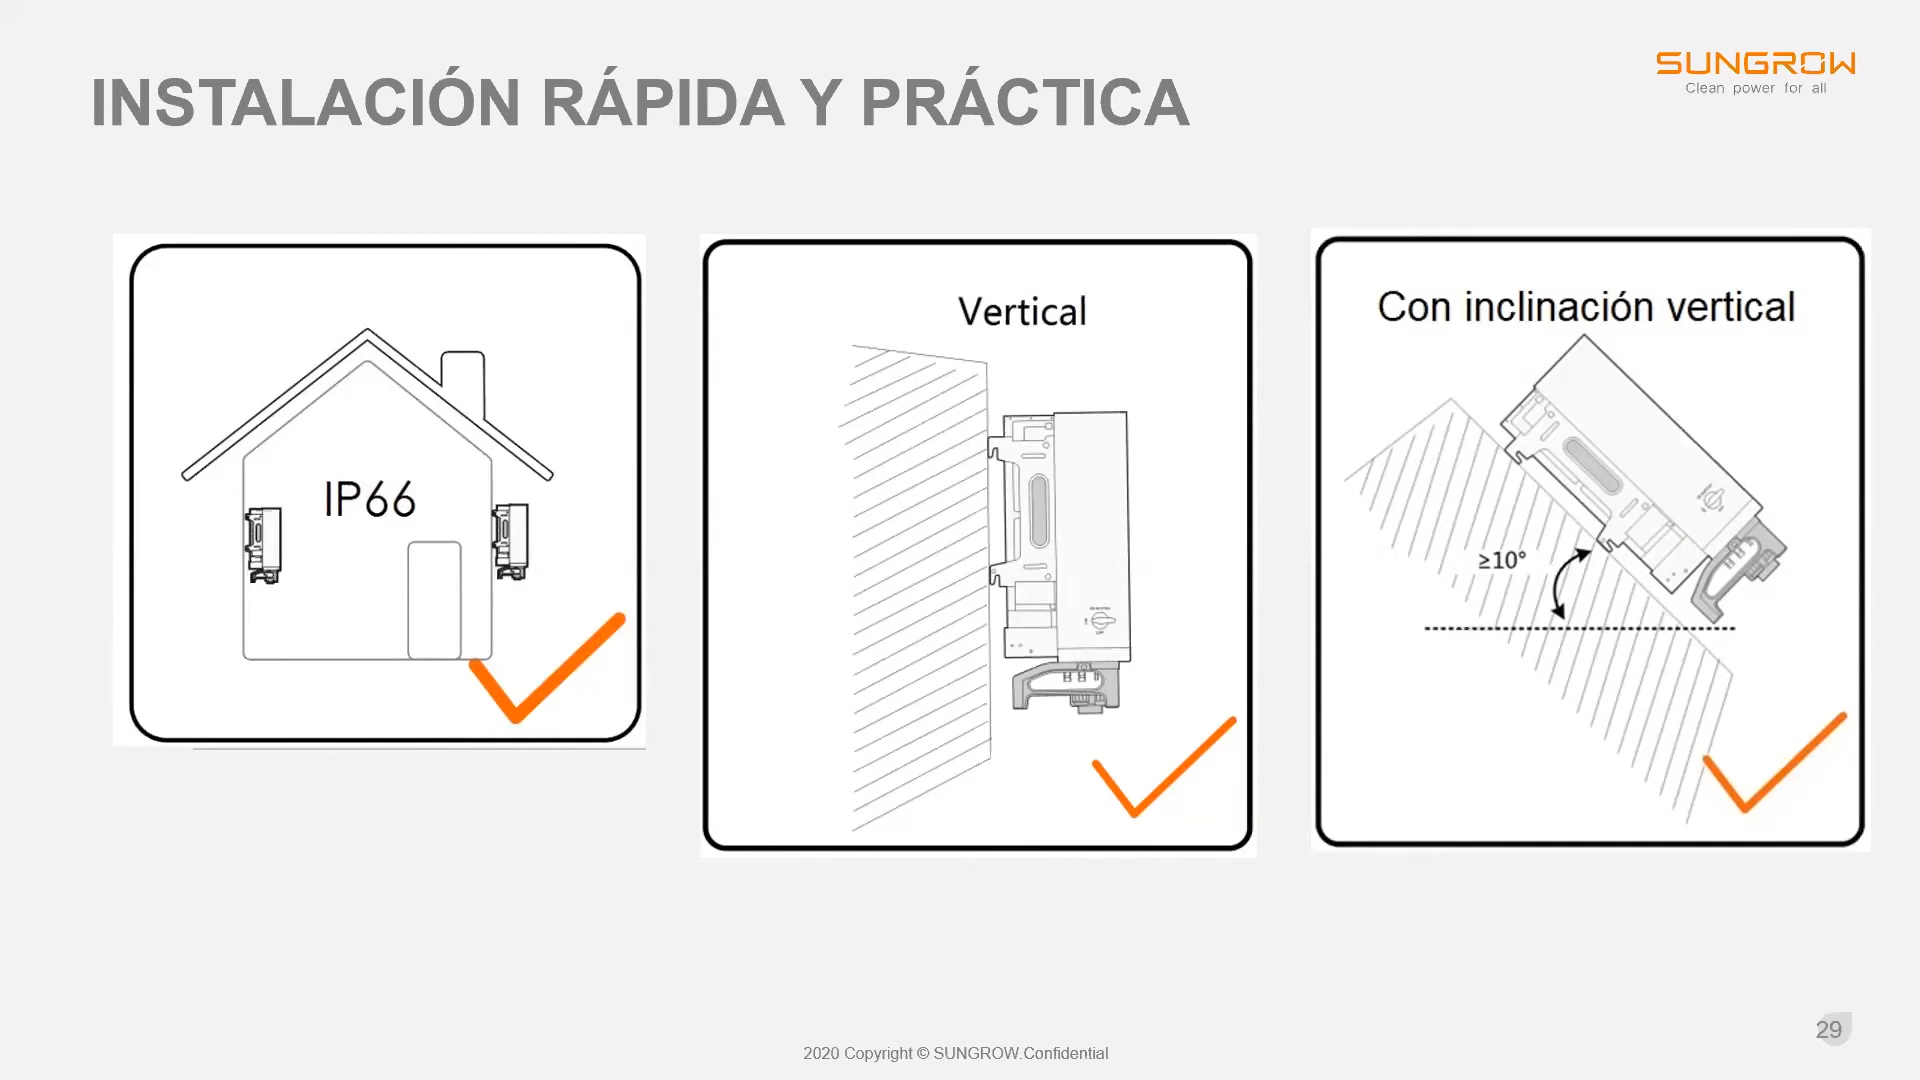 INSTALACIÓN RÁPIDA Y PRÁCTICA
SUNGROW
Clean power for all
IP66
Vertical
Con inclinación vertical
≥10°
2020 Copyright © SUNGROW.Confidential
29